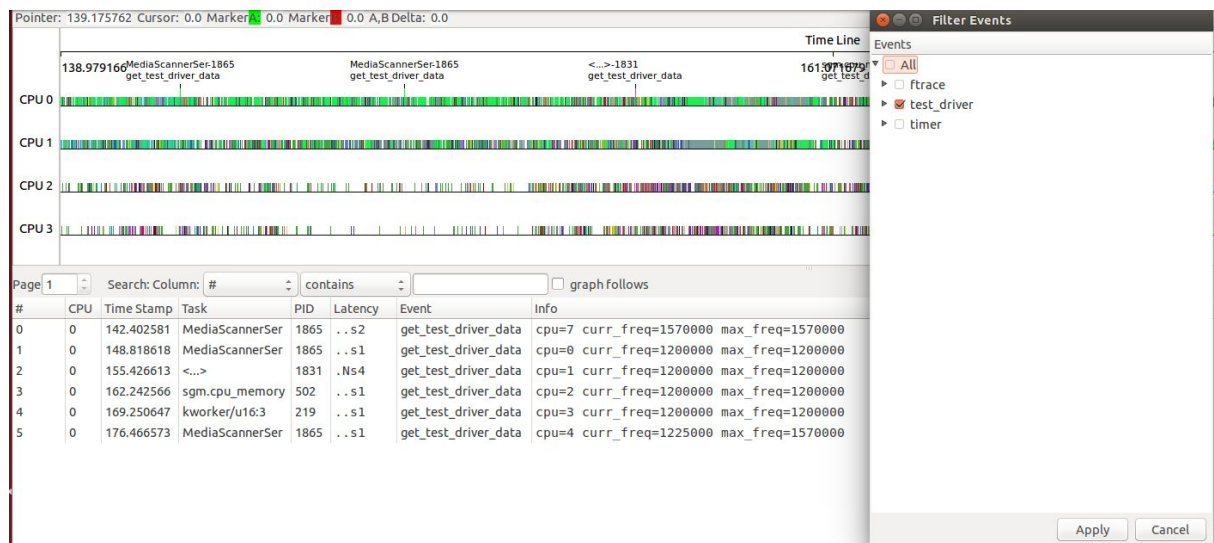 Pointer: 139.175762 Cursor: 0.0 MarkerA: 0.0 Marker 0.0 A,B Delta: 0.0
Filter Events
Time Line
Events
138.979166
MediaScannerSer-1865
get_test_driver_data
MediaScannerSer-1865
get_test_driver_data
<...>-1831
get_test_driver_data
All
ftrace
test_driver
timer
CPU 0
CPU 1
CPU 2
CPU 3
Page 1 Search: Column: # contains graph follows
# CPU Time Stamp Task PID Latency Event Info
0 0 142.402581 MediaScannerSer 1865 ..s2 get_test_driver_data cpu=7 curr_freq=1570000 max_freq=1570000
1 0 148.818618 MediaScannerSer 1865 ..s1 get_test_driver_data cpu=0 curr_freq=1200000 max_freq=1200000
2 0 155.426613 <...> 1831 .Ns4 get_test_driver_data cpu=1 curr_freq=1200000 max_freq=1200000
3 0 162.242566 sgm.cpu_memory 502 ..s1 get_test_driver_data cpu=2 curr_freq=1200000 max_freq=1200000
4 0 169.250647 kworker/u16:3 219 ..s1 get_test_driver_data cpu=3 curr_freq=1200000 max_freq=1200000
5 0 176.466573 MediaScannerSer 1865 ..s1 get_test_driver_data cpu=4 curr_freq=1225000 max_freq=1570000
Apply Cancel